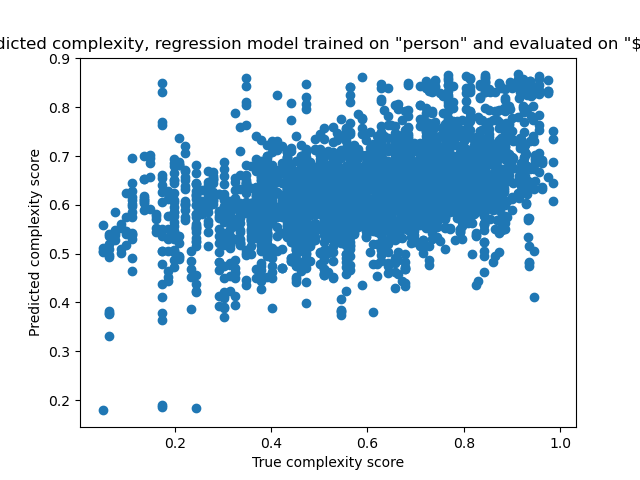 dicted complexity, regression model trained on "person" and evaluated on "$
0.9
0.8
0.7
0.6
0.5
0.4
0.3
0.2
Predicted complexity score
0.2 0.4 0.6 0.8 1.0
True complexity score